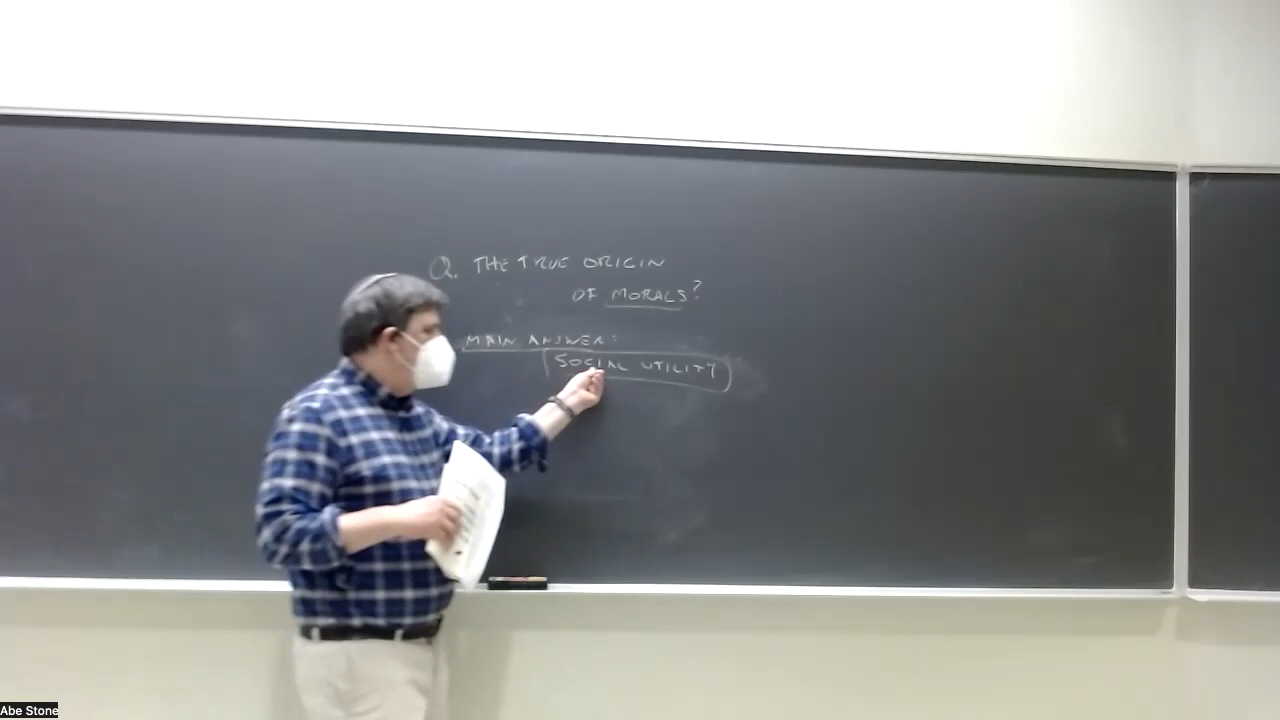 Q. THE TRUE ORIGIN
OF MORALS?
MAIN ANSWER:
SOCIAL UTILITY
Abe Stone